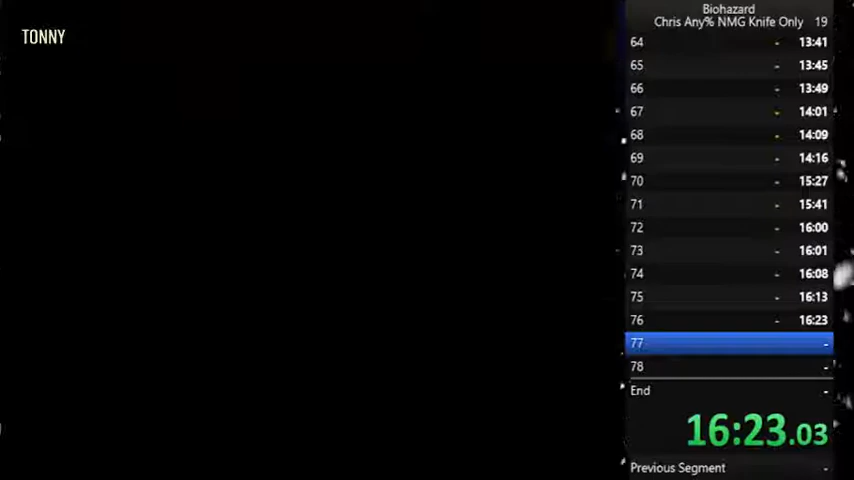 TONNY
Biohazard
Chris Any% NMG Knife Only 19
64 - 13:41
65 - 13:45
66 - 13:49
67 - 14:01
68 - 14:09
69 - 14:16
70 - 15:27
71 - 15:41
72 - 16:00
73 - 16:01
74 - 16:08
75 - 16:13
76 - 16:23
77 -
78 -
End -
16:23.03
Previous Segment -